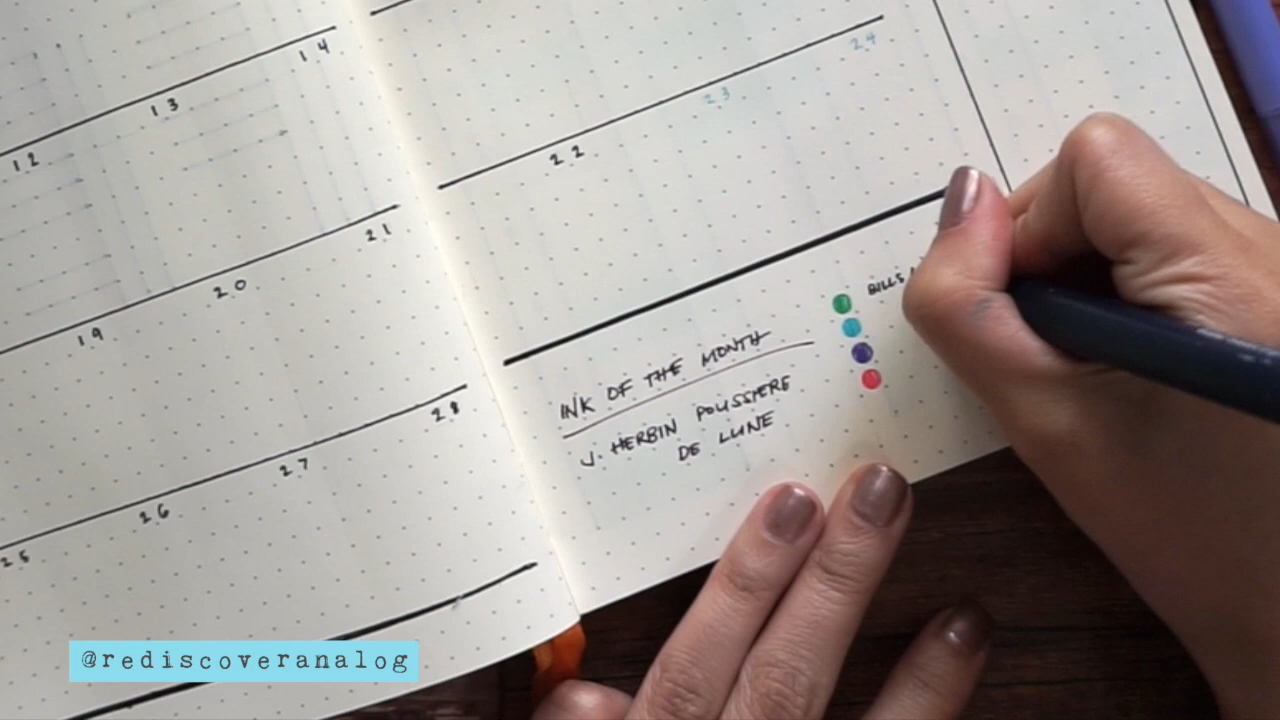 12
13
14
19
20
21
25
26
27
28
22
23
24
INK OF THE MONTH
J. HERBIN POUSSIERE
DE LUNE
BILLS
@rediscoveranalog